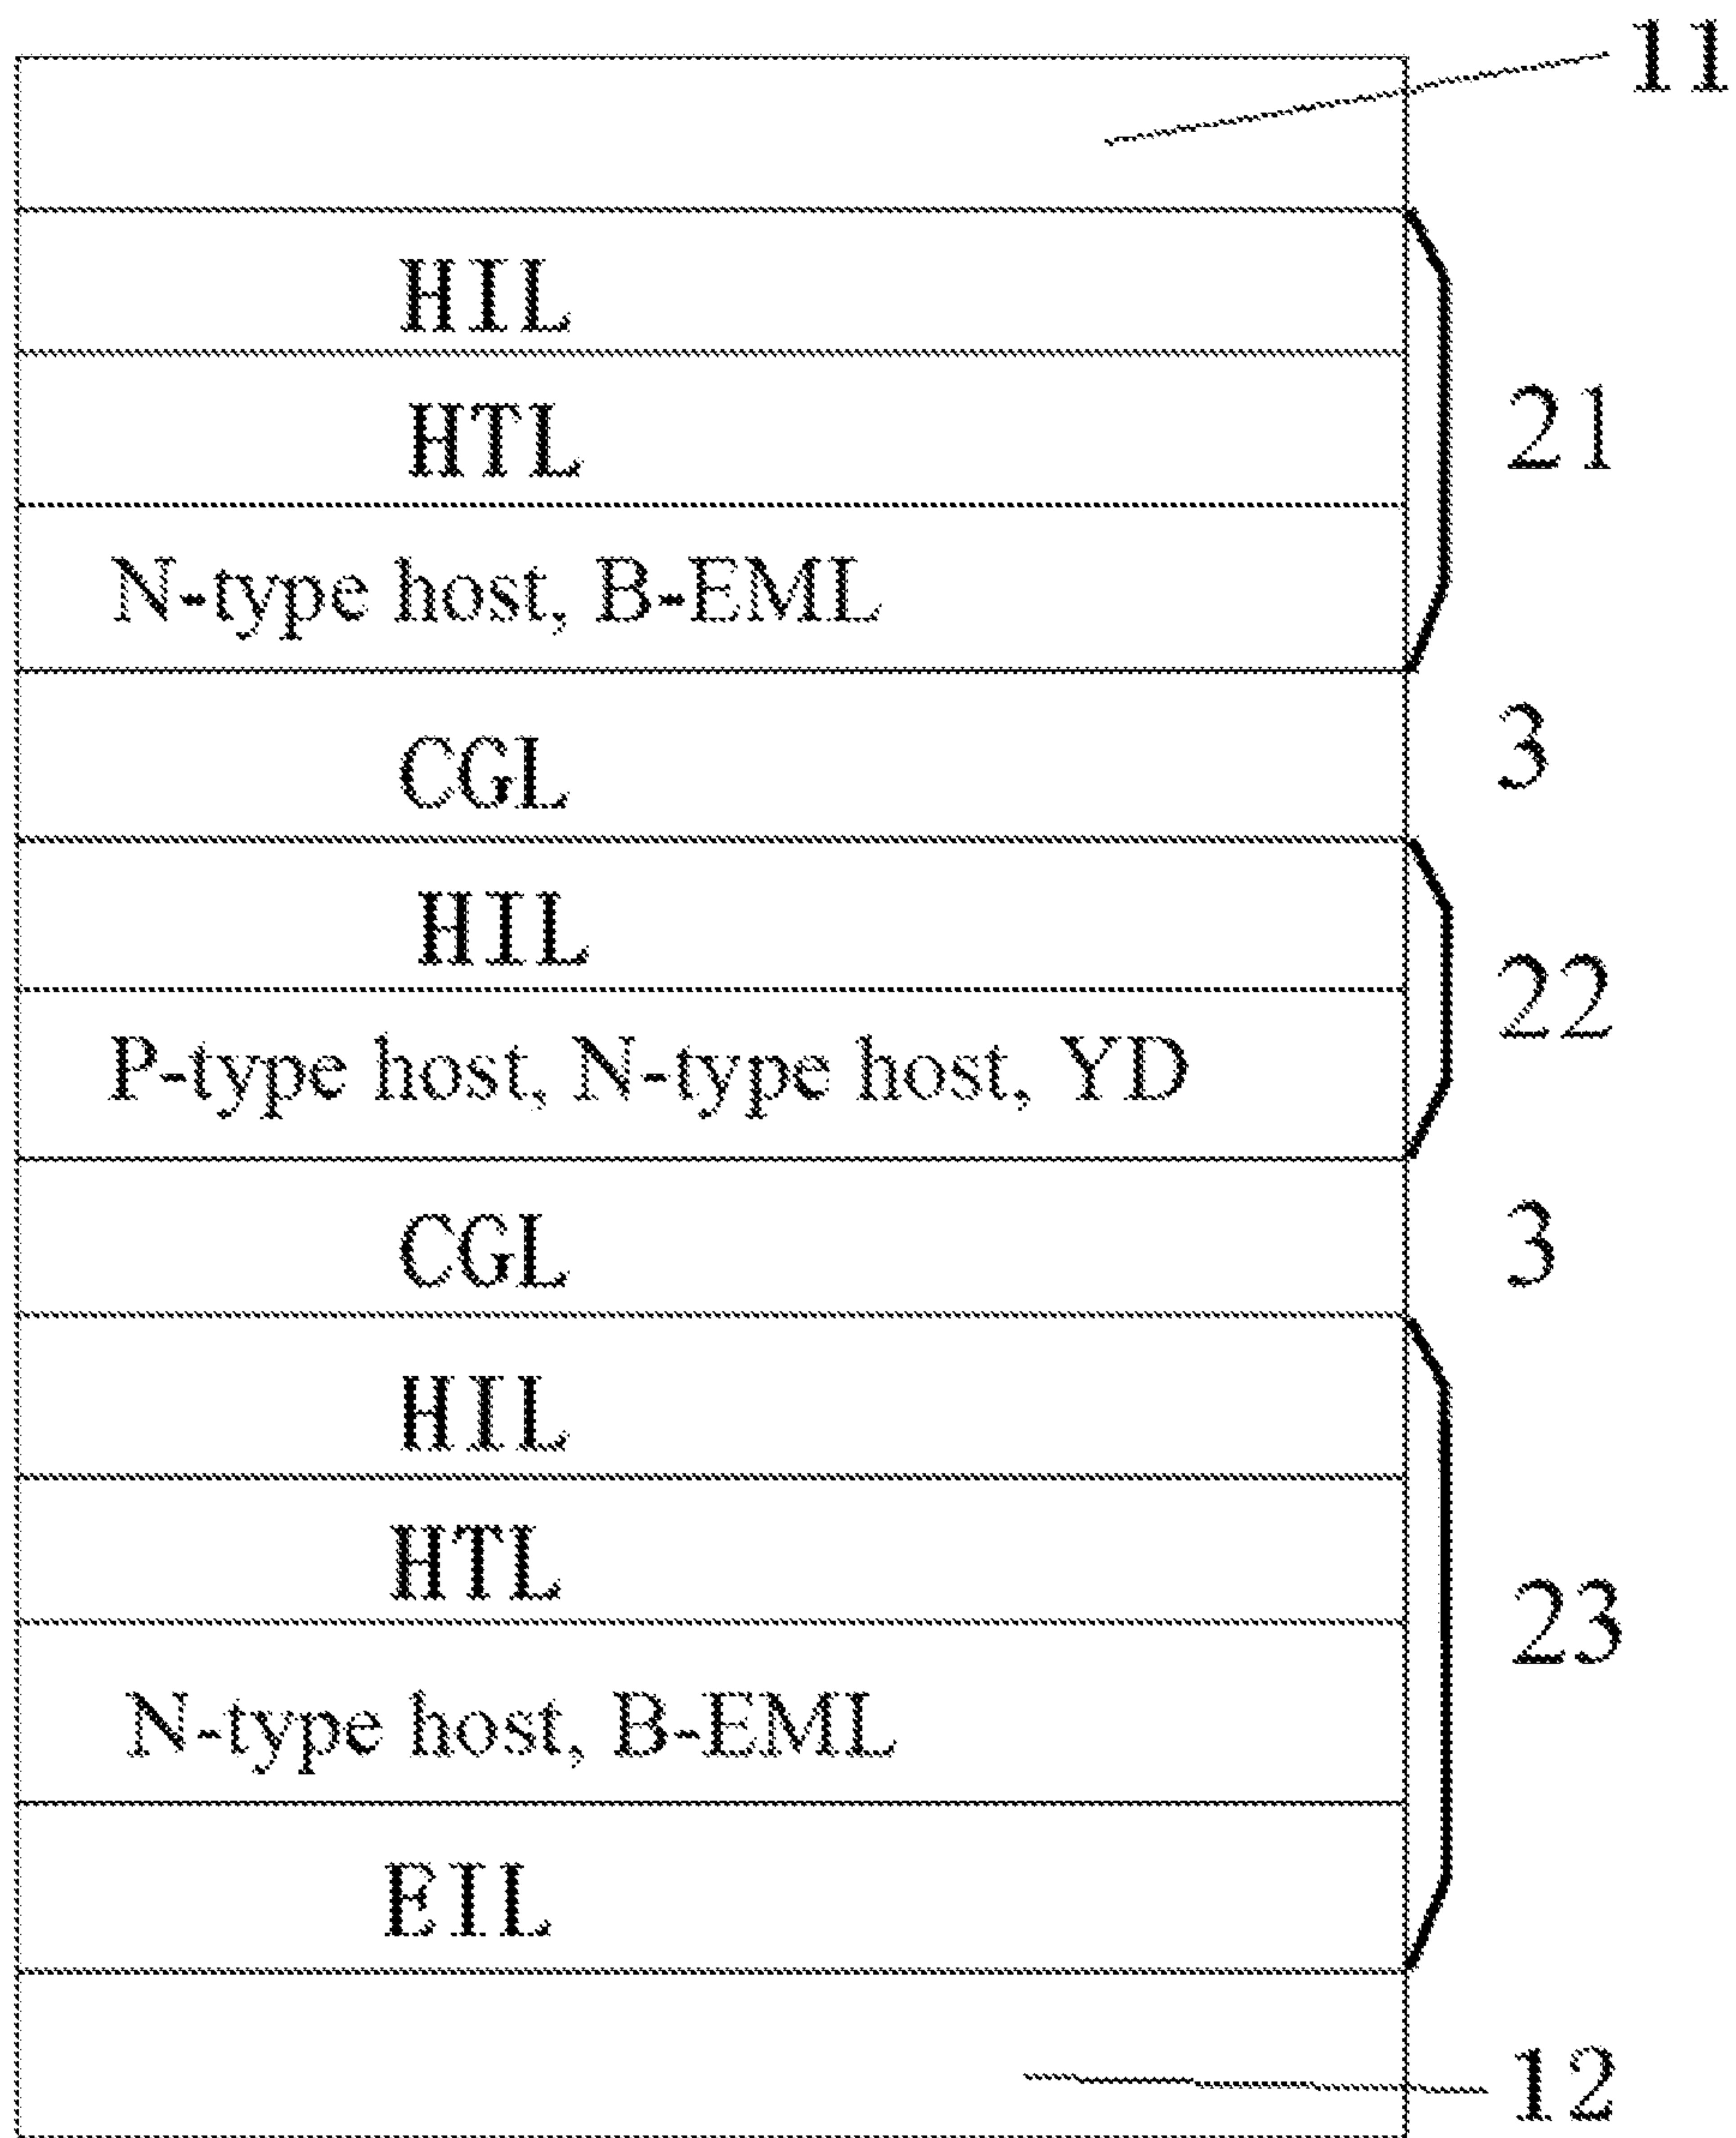 11
HIL
HTL
21
N-type host, B-EML
CGL
3
HIL
22
P-type host, N-type host, YD
CGL
3
HIL
HTL
23
N-type host, B-EML
EIL
12